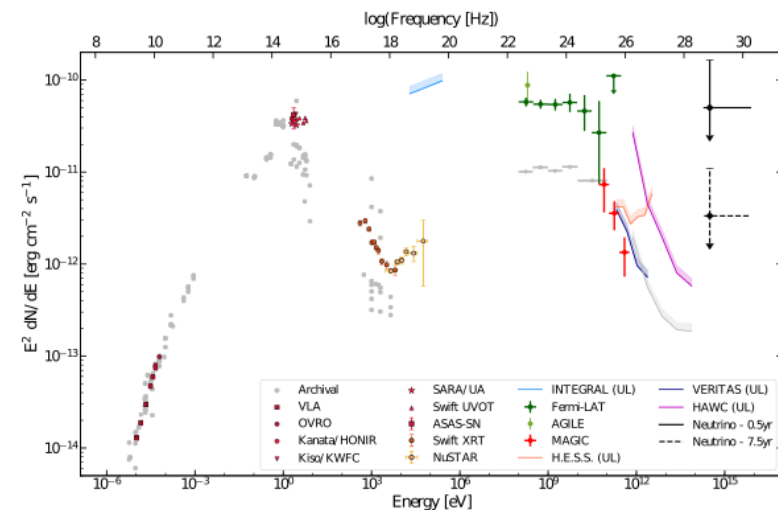 log(Frequency [Hz])
8 10 12 14 16 18 20 22 24 26 28 30
E² dN/dE [erg cm⁻² s⁻¹]
10⁻¹⁰
10⁻¹¹
10⁻¹²
10⁻¹³
10⁻¹⁴
Archival SARA/UA INTEGRAL (UL) VERITAS (UL)
VLA Swift UVOT Fermi-LAT HAWC (UL)
OVRO ASAS-SN AGILE Neutrino - 0.5yr
Kanata/HONIR Swift XRT MAGIC Neutrino - 7.5yr
Kiso/KWFC NuSTAR H.E.S.S. (UL)
10⁻⁶ 10⁻³ 10⁰ 10³ 10⁶ 10⁹ 10¹² 10¹⁵
Energy [eV]